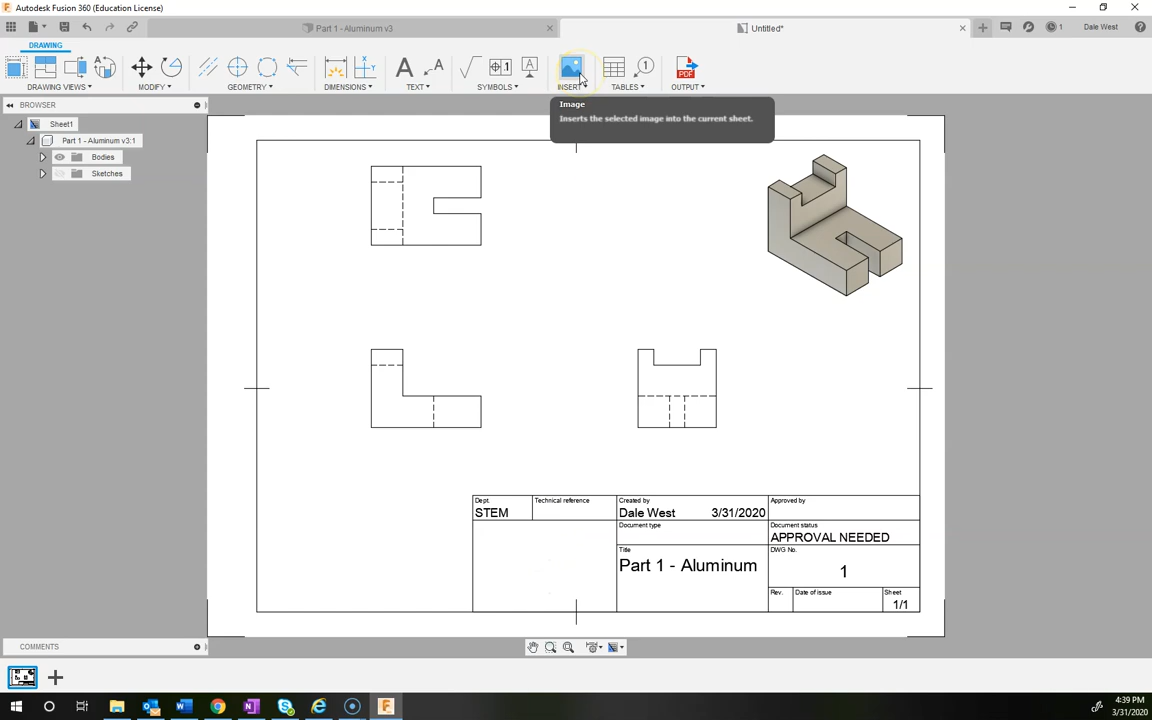 Autodesk Fusion 360 (Education License)
Part 1 - Aluminum v3
Untitled*
1
Dale West
DRAWING
DRAWING VIEWS
MODIFY
GEOMETRY
DIMENSIONS
TEXT
SYMBOLS
INSERT
TABLES
OUTPUT
A
A
.1
A
1
PDF
BROWSER
Image
Inserts the selected image into the current sheet.
Sheet1
Part 1 - Aluminum v3:1
Bodies
Sketches
Dept.
STEM
Technical reference
Created by
Dale West 3/31/2020
Approved by
Document type
Document status
APPROVAL NEEDED
Title
Part 1 - Aluminum
DWG No.
1
Rev.
Date of issue
Sheet
1/1
COMMENTS
4:39 PM
3/31/2020